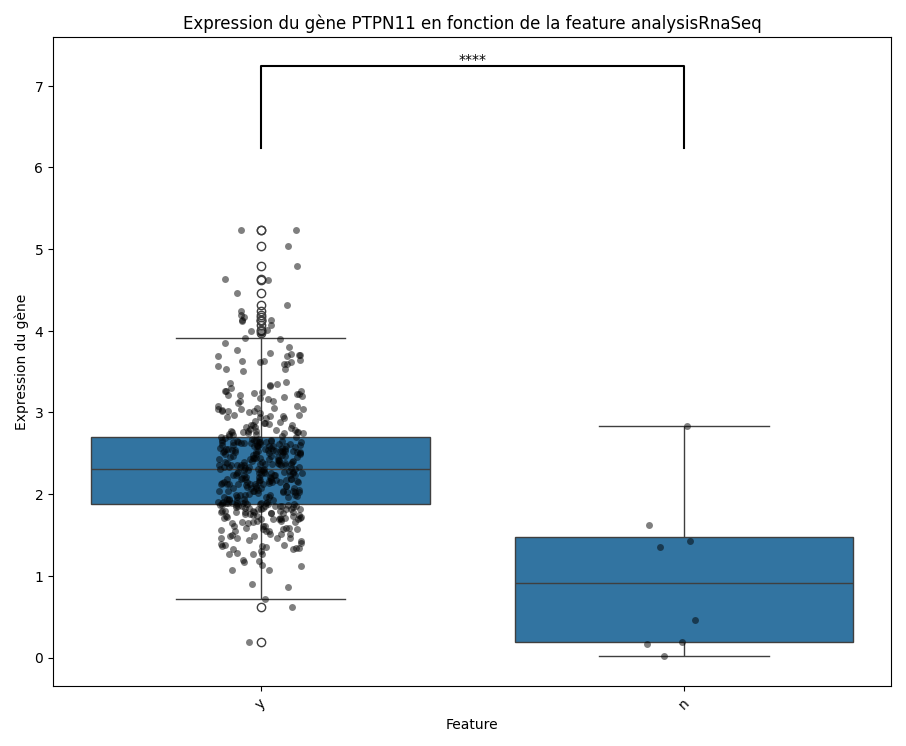 Expression du gène PTPN11 en fonction de la feature analysisRnaSeq
****
7
6
5
4
3
2
1
0
Expression du gène
y
n
Feature